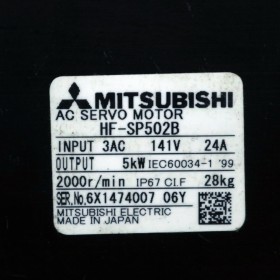 MITSUBISHI
AC SERVO MOTOR
HF-SP502B
INPUT 3AC 141V 24A
OUTPUT 5kW IEC60034-1 '99
2000r/min IP67 Cl.F 28kg
SER.No.6X1474007 06Y
MITSUBISHI ELECTRIC
MADE IN JAPAN